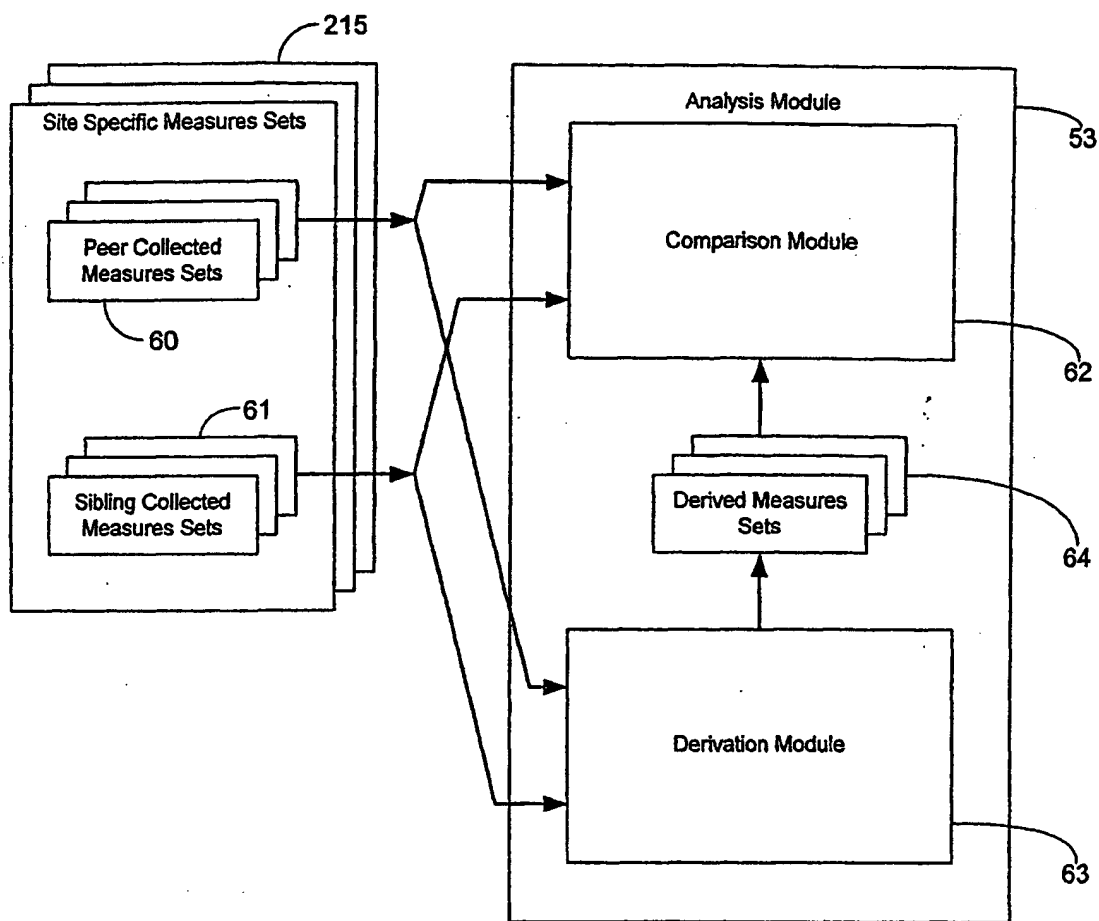 215
Site Specific Measures Sets
Peer Collected
Measures Sets
60
61
Sibling Collected
Measures Sets
Analysis Module
53
Comparison Module
62
Derived Measures
Sets
64
Derivation Module
63